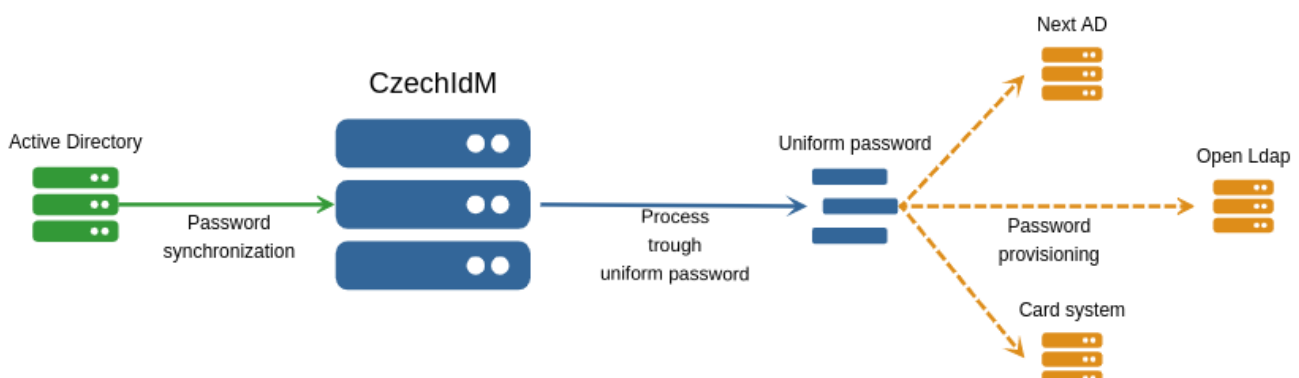 Next AD
CzechIdM
Active Directory
Uniform password
Open Ldap
Password
synchronization
Process
trough
uniform password
Password
provisioning
Card system